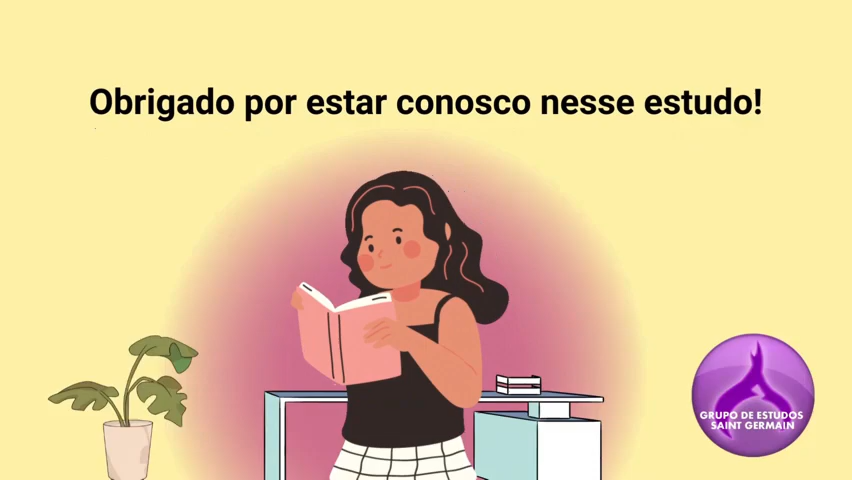 Obrigado por estar conosco nesse estudo!
GRUPO DE ESTUDOS
SAINT GERMAIN